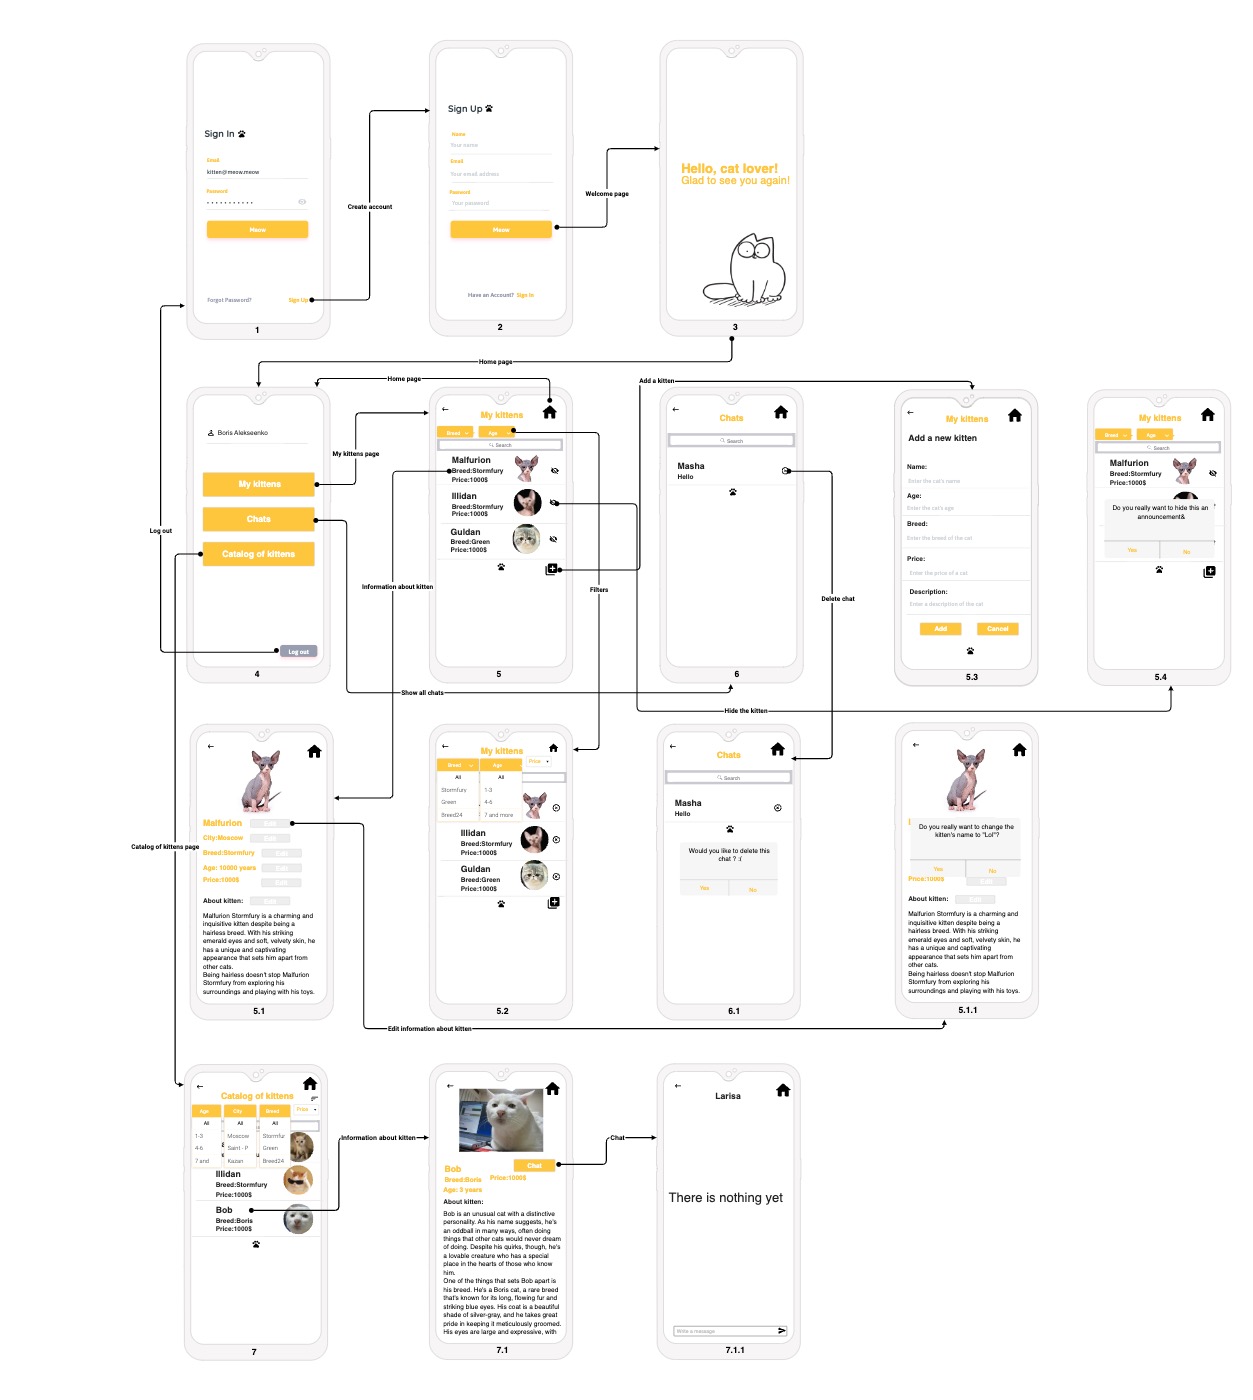 Sign In
Email
kitten@meow.meow
Password
Meow
Forgot Password?
Sign Up
1
Create account
Sign Up
Name
Your name
Email
Your email address
Password
Your password
Meow
Have an Account? Sign In
2
Welcome page
Hello, cat lover!
Glad to see you again!
3
Home page
Home page
Boris Alekseenko
My kittens
Chats
Catalog of kittens
Log out
4
Log out
My kittens page
Information about kitten
My kittens
Breed
Age
Search
Malfurion
Breed:Stormfury
Price:1000$
Illidan
Breed:Stormfury
Price:1000$
Guldan
Breed:Green
Price:1000$
5
Filters
Show all chats
Add a kitten
Chats
Search
Masha
Hello
6
Delete chat
Hide the kitten
My kittens
Add a new kitten
Name:
Enter the cat's name
Age:
Enter the cat's age
Breed:
Enter the breed of the cat
Price:
Enter the price of a cat
Description:
Enter a description of the cat
Add
Cancel
5.3
My kittens
Breed
Age
Search
Malfurion
Breed:Stormfury
Price:1000$
Do you really want to hide this an
announcement&
Yes
No
5.4
Catalog of kittens page
Malfurion
Edit
City:Moscow
Edit
Breed:Stormfury
Edit
Age: 10000 years
Edit
Price:1000$
Edit
About kitten:
Edit
Malfurion Stormfury is a charming and
inquisitive kitten despite being a
hairless breed. With his striking
emerald eyes and soft, velvety skin, he
has a unique and captivating
appearance that sets him apart from
other cats.
Being hairless doesn't stop Malfurion
Stormfury from exploring his
surroundings and playing with his toys.
5.1
Edit information about kitten
My kittens
Breed
Age
Price
All
All
Stormfury
1-3
Green
4-6
Breed24
7 and more
Illidan
Breed:Stormfury
Price:1000$
Guldan
Breed:Green
Price:1000$
5.2
Chats
Search
Masha
Hello
Would you like to delete this
chat ? :(
Yes
No
6.1
Do you really want to change the
kitten's name to "Lol"?
Yes
No
Price:1000$
Edit
About kitten:
Edit
Malfurion Stormfury is a charming and
inquisitive kitten despite being a
hairless breed. With his striking
emerald eyes and soft, velvety skin, he
has a unique and captivating
appearance that sets him apart from
other cats.
Being hairless doesn't stop Malfurion
Stormfury from exploring his
surroundings and playing with his toys.
5.1.1
Catalog of kittens
Age
City
Breed
Price
All
All
All
1-3
Moscow
Stormfur
4-6
Saint - P
Green
7 and
Kazan
Breed24
Illidan
Breed:Stormfury
Price:1000$
Bob
Breed:Boris
Price:1000$
7
Information about kitten
Chat
Bob
Breed:Boris
Price:1000$
Age: 3 years
About kitten:
Bob is an unusual cat with a distinctive
personality. As his name suggests, he's
an oddball in many ways, often doing
things that other cats would never dream
of doing. Despite his quirks, though, he's
a lovable creature who has a special
place in the hearts of those who know
him.
One of the things that sets Bob apart is
his breed. He's a Boris cat, a rare breed
that's known for its long, flowing fur and
striking blue eyes. His coat is a beautiful
shade of silver-gray, and he takes great
pride in keeping it meticulously groomed.
His eyes are large and expressive, with
7.1
Chat
Larisa
There is nothing yet
Write a message
7.1.1